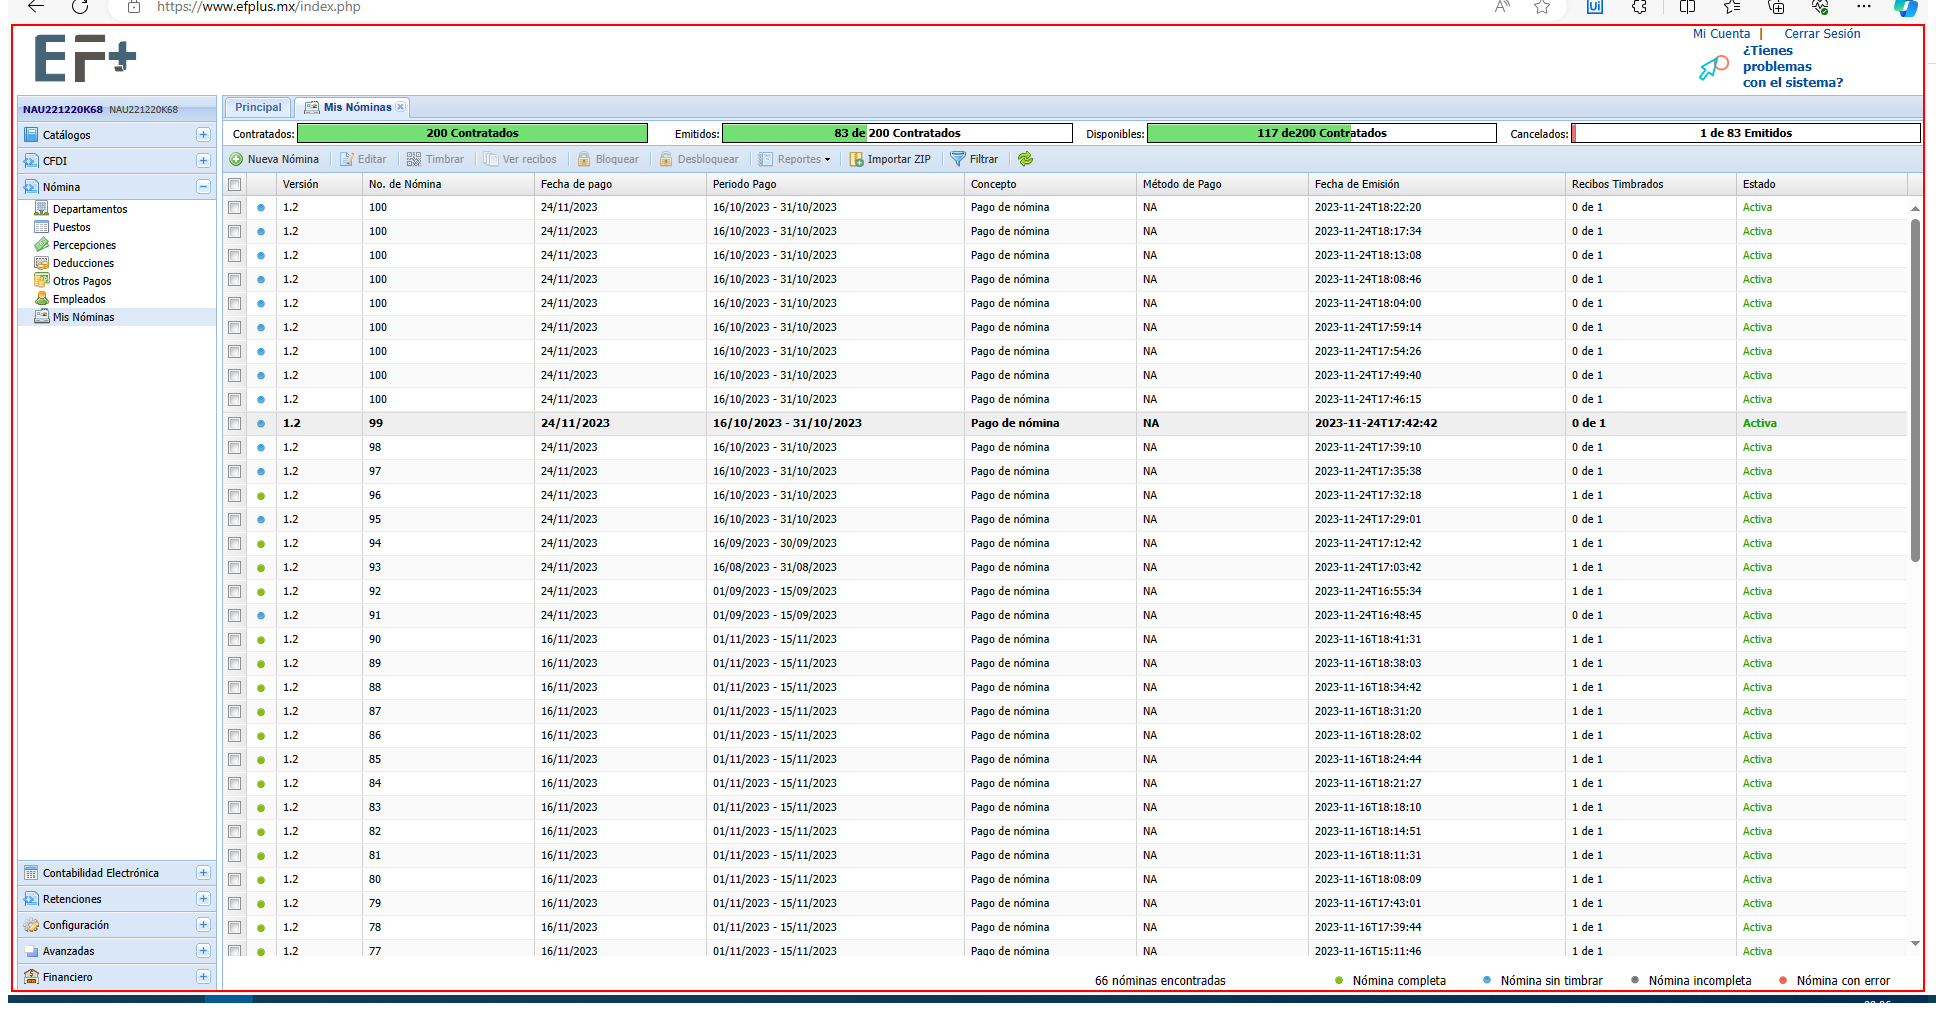 https://www.efplus.mx/index.php
EF+
Mi Cuenta | Cerrar Sesión
¿Tienes
problemas
con el sistema?
NAU221220K68 NAU221220K68
Catálogos
CFDI
Nómina
Departamentos
Puestos
Percepciones
Deducciones
Otros Pagos
Empleados
Mis Nóminas
Contabilidad Electrónica
Retenciones
Configuración
Avanzadas
Financiero
Principal Mis Nóminas
Contratados: 200 Contratados Emitidos: 83 de 200 Contratados Disponibles: 117 de200 Contratados Cancelados: 1 de 83 Emitidos
Nueva Nómina Editar Timbrar Ver recibos Bloquear Desbloquear Reportes Importar ZIP Filtrar
Versión No. de Nómina Fecha de pago Periodo Pago Concepto Método de Pago Fecha de Emisión Recibos Timbrados Estado
1.2 100 24/11/2023 16/10/2023 - 31/10/2023 Pago de nómina NA 2023-11-24T18:22:20 0 de 1 Activa
1.2 100 24/11/2023 16/10/2023 - 31/10/2023 Pago de nómina NA 2023-11-24T18:17:34 0 de 1 Activa
1.2 100 24/11/2023 16/10/2023 - 31/10/2023 Pago de nómina NA 2023-11-24T18:13:08 0 de 1 Activa
1.2 100 24/11/2023 16/10/2023 - 31/10/2023 Pago de nómina NA 2023-11-24T18:08:46 0 de 1 Activa
1.2 100 24/11/2023 16/10/2023 - 31/10/2023 Pago de nómina NA 2023-11-24T18:04:00 0 de 1 Activa
1.2 100 24/11/2023 16/10/2023 - 31/10/2023 Pago de nómina NA 2023-11-24T17:59:14 0 de 1 Activa
1.2 100 24/11/2023 16/10/2023 - 31/10/2023 Pago de nómina NA 2023-11-24T17:54:26 0 de 1 Activa
1.2 100 24/11/2023 16/10/2023 - 31/10/2023 Pago de nómina NA 2023-11-24T17:49:40 0 de 1 Activa
1.2 100 24/11/2023 16/10/2023 - 31/10/2023 Pago de nómina NA 2023-11-24T17:46:15 0 de 1 Activa
1.2 99 24/11/2023 16/10/2023 - 31/10/2023 Pago de nómina NA 2023-11-24T17:42:42 0 de 1 Activa
1.2 98 24/11/2023 16/10/2023 - 31/10/2023 Pago de nómina NA 2023-11-24T17:39:10 0 de 1 Activa
1.2 97 24/11/2023 16/10/2023 - 31/10/2023 Pago de nómina NA 2023-11-24T17:35:38 0 de 1 Activa
1.2 96 24/11/2023 16/10/2023 - 31/10/2023 Pago de nómina NA 2023-11-24T17:32:18 1 de 1 Activa
1.2 95 24/11/2023 16/10/2023 - 31/10/2023 Pago de nómina NA 2023-11-24T17:29:01 0 de 1 Activa
1.2 94 24/11/2023 16/09/2023 - 30/09/2023 Pago de nómina NA 2023-11-24T17:12:42 1 de 1 Activa
1.2 93 24/11/2023 16/08/2023 - 31/08/2023 Pago de nómina NA 2023-11-24T17:03:42 1 de 1 Activa
1.2 92 24/11/2023 01/09/2023 - 15/09/2023 Pago de nómina NA 2023-11-24T16:55:34 1 de 1 Activa
1.2 91 24/11/2023 01/09/2023 - 15/09/2023 Pago de nómina NA 2023-11-24T16:48:45 0 de 1 Activa
1.2 90 16/11/2023 01/11/2023 - 15/11/2023 Pago de nómina NA 2023-11-16T18:41:31 1 de 1 Activa
1.2 89 16/11/2023 01/11/2023 - 15/11/2023 Pago de nómina NA 2023-11-16T18:38:03 1 de 1 Activa
1.2 88 16/11/2023 01/11/2023 - 15/11/2023 Pago de nómina NA 2023-11-16T18:34:42 1 de 1 Activa
1.2 87 16/11/2023 01/11/2023 - 15/11/2023 Pago de nómina NA 2023-11-16T18:31:20 1 de 1 Activa
1.2 86 16/11/2023 01/11/2023 - 15/11/2023 Pago de nómina NA 2023-11-16T18:28:02 1 de 1 Activa
1.2 85 16/11/2023 01/11/2023 - 15/11/2023 Pago de nómina NA 2023-11-16T18:24:44 1 de 1 Activa
1.2 84 16/11/2023 01/11/2023 - 15/11/2023 Pago de nómina NA 2023-11-16T18:21:27 1 de 1 Activa
1.2 83 16/11/2023 01/11/2023 - 15/11/2023 Pago de nómina NA 2023-11-16T18:18:10 1 de 1 Activa
1.2 82 16/11/2023 01/11/2023 - 15/11/2023 Pago de nómina NA 2023-11-16T18:14:51 1 de 1 Activa
1.2 81 16/11/2023 01/11/2023 - 15/11/2023 Pago de nómina NA 2023-11-16T18:11:31 1 de 1 Activa
1.2 80 16/11/2023 01/11/2023 - 15/11/2023 Pago de nómina NA 2023-11-16T18:08:09 1 de 1 Activa
1.2 79 16/11/2023 01/11/2023 - 15/11/2023 Pago de nómina NA 2023-11-16T17:43:01 1 de 1 Activa
1.2 78 16/11/2023 01/11/2023 - 15/11/2023 Pago de nómina NA 2023-11-16T17:39:44 1 de 1 Activa
1.2 77 16/11/2023 01/11/2023 - 15/11/2023 Pago de nómina NA 2023-11-16T15:11:46 1 de 1 Activa
66 nóminas encontradas Nómina completa Nómina sin timbrar Nómina incompleta Nómina con error